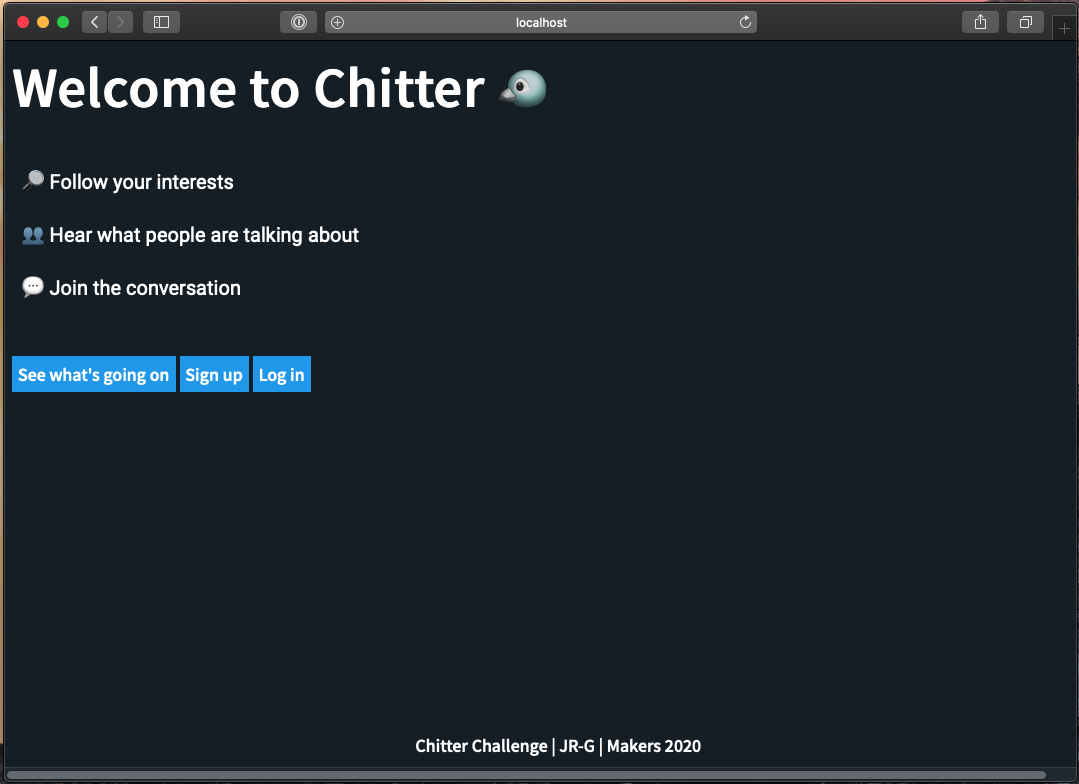 localhost
Welcome to Chitter
Follow your interests
Hear what people are talking about
Join the conversation
See what's going on Sign up Log in
Chitter Challenge | JR-G | Makers 2020